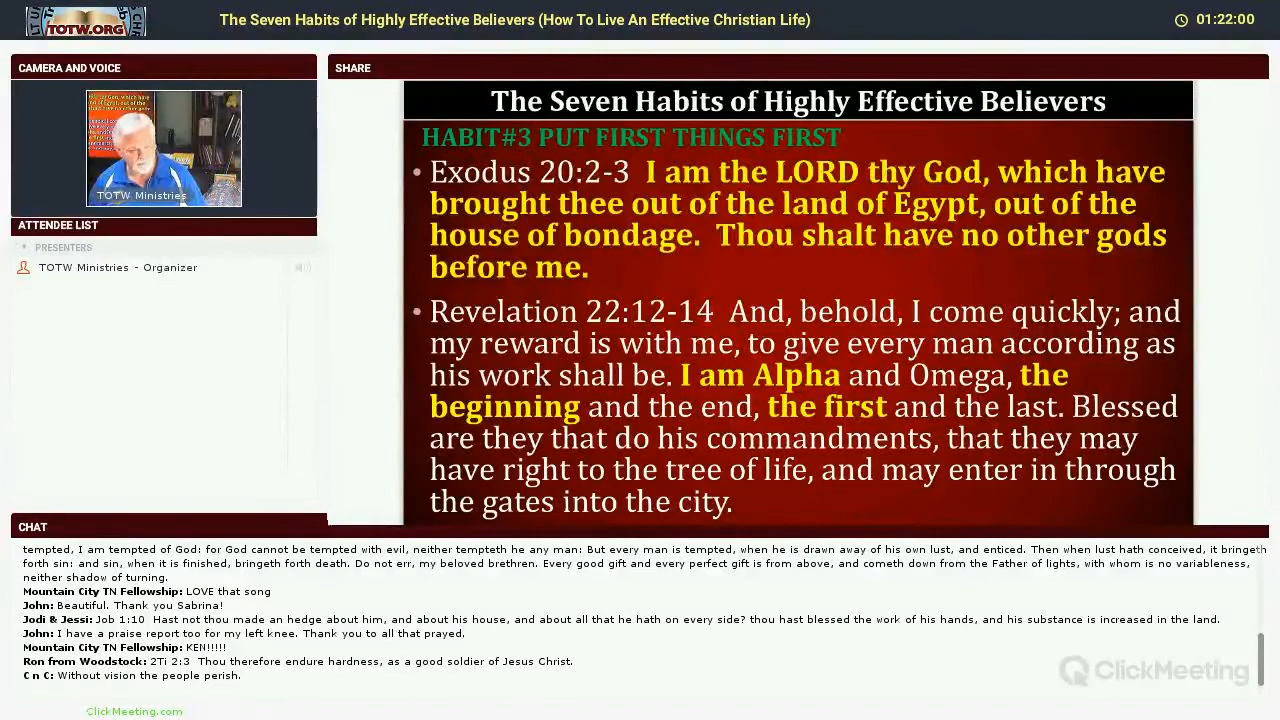 TOTW.ORG
The Seven Habits of Highly Effective Believers (How To Live An Effective Christian Life)
01:22:00
CAMERA AND VOICE
TOTW Ministries
ATTENDEE LIST
PRESENTERS
TOTW Ministries - Organizer
SHARE
The Seven Habits of Highly Effective Believers
HABIT#3 PUT FIRST THINGS FIRST
• Exodus 20:2-3 I am the LORD thy God, which have
brought thee out of the land of Egypt, out of the
house of bondage. Thou shalt have no other gods
before me.
• Revelation 22:12-14 And, behold, I come quickly; and
my reward is with me, to give every man according as
his work shall be. I am Alpha and Omega, the
beginning and the end, the first and the last. Blessed
are they that do his commandments, that they may
have right to the tree of life, and may enter in through
the gates into the city.
CHAT
tempted, I am tempted of God: for God cannot be tempted with evil, neither tempteth he any man: But every man is tempted, when he is drawn away of his own lust, and enticed. Then when lust hath conceived, it bringeth
forth sin: and sin, when it is finished, bringeth forth death. Do not err, my beloved brethren. Every good gift and every perfect gift is from above, and cometh down from the Father of lights, with whom is no variableness,
neither shadow of turning.
Mountain City TN Fellowship: LOVE that song
John: Beautiful. Thank you Sabrina!
Jodi & Jessi: Job 1:10 Hast not thou made an hedge about him, and about his house, and about all that he hath on every side? thou hast blessed the work of his hands, and his substance is increased in the land.
John: I have a praise report too for my left knee. Thank you to all that prayed.
Mountain City TN Fellowship: KEN!!!!!
Ron from Woodstock: 2Ti 2:3 Thou therefore endure hardness, as a good soldier of Jesus Christ.
C n C: Without vision the people perish.
ClickMeeting
ClickMeeting.com